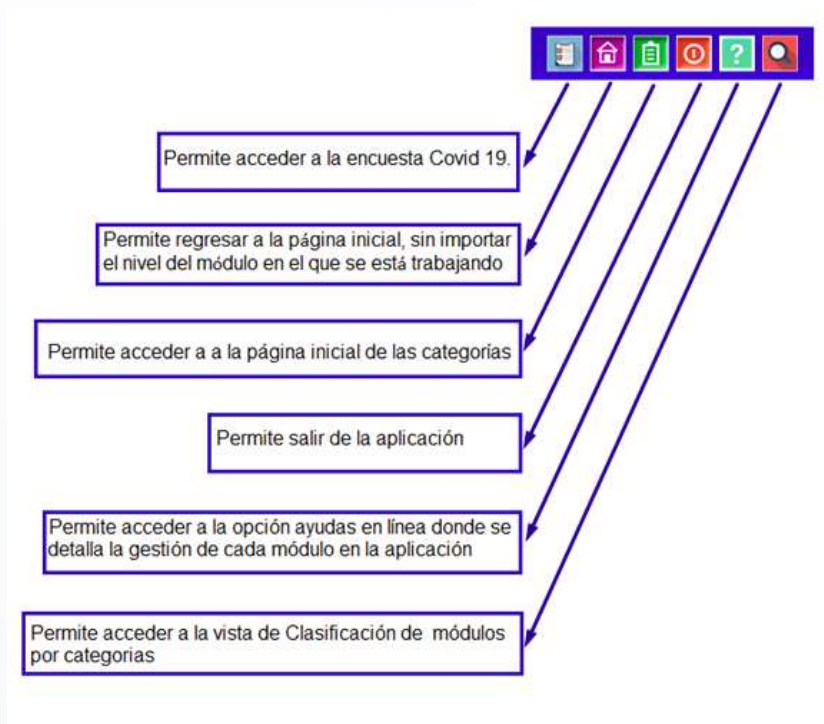 Permite acceder a la encuesta Covid 19.
Permite regresar a la página inicial, sin importar
el nivel del módulo en el que se está trabajando
Permite acceder a a la página inicial de las categorías
Permite salir de la aplicación
Permite acceder a la opción ayudas en línea donde se
detalla la gestión de cada módulo en la aplicación
Permite acceder a la vista de Clasificación de módulos
por categorias